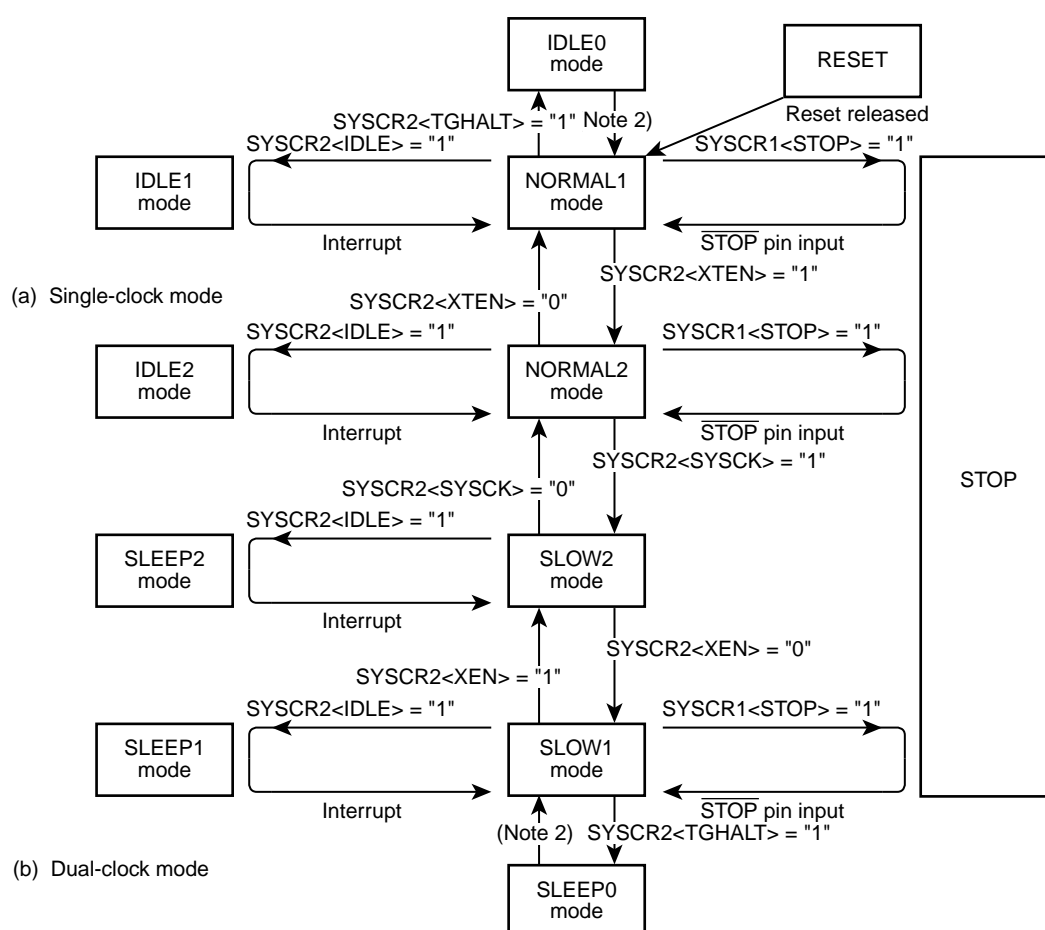 IDLE0
mode
RESET
Reset released
SYSCR2<TGHALT> = "1"
Note 2)
SYSCR2<IDLE> = "1"
SYSCR1<STOP> = "1"
IDLE1
mode
NORMAL1
mode
Interrupt
STOP pin input
SYSCR2<XTEN> = "1"
(a) Single-clock mode
SYSCR2<XTEN> = "0"
SYSCR2<IDLE> = "1"
SYSCR1<STOP> = "1"
IDLE2
mode
NORMAL2
mode
Interrupt
STOP pin input
SYSCR2<SYSCK> = "1"
STOP
SYSCR2<SYSCK> = "0"
SYSCR2<IDLE> = "1"
SLEEP2
mode
SLOW2
mode
Interrupt
SYSCR2<XEN> = "0"
SYSCR2<XEN> = "1"
SYSCR2<IDLE> = "1"
SYSCR1<STOP> = "1"
SLEEP1
mode
SLOW1
mode
Interrupt
STOP pin input
(Note 2)
SYSCR2<TGHALT> = "1"
(b) Dual-clock mode
SLEEP0
mode